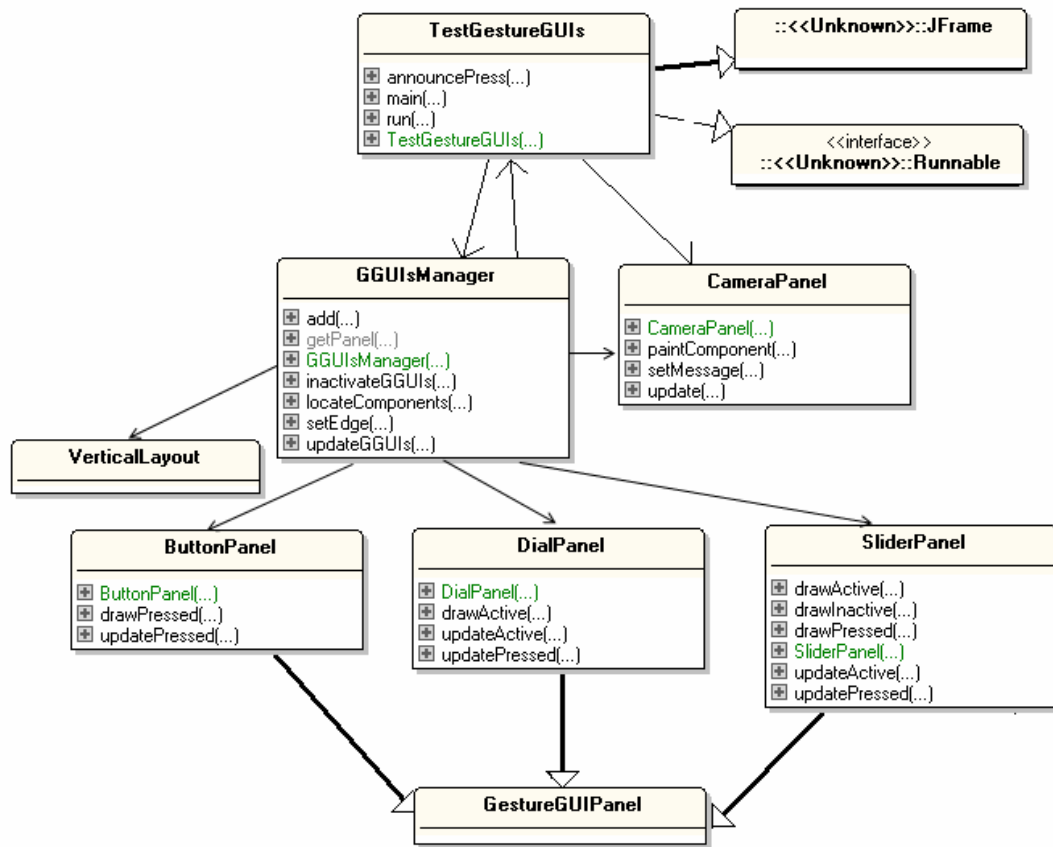 TestGestureGUIs
announcePress(...)
main(...)
run(...)
TestGestureGUIs(...)
::<<Unknown>>::JFrame
<<interface>>
::<<Unknown>>::Runnable
GGUIsManager
add(...)
getPanel(...)
GGUIsManager(...)
inactivateGGUIs(...)
locateComponents(...)
setEdge(...)
updateGGUIs(...)
CameraPanel
CameraPanel(...)
paintComponent(...)
setMessage(...)
update(...)
VerticalLayout
ButtonPanel
ButtonPanel(...)
drawPressed(...)
updatePressed(...)
DialPanel
DialPanel(...)
drawActive(...)
updateActive(...)
updatePressed(...)
SliderPanel
drawActive(...)
drawInactive(...)
drawPressed(...)
SliderPanel(...)
updateActive(...)
updatePressed(...)
GestureGUIPanel